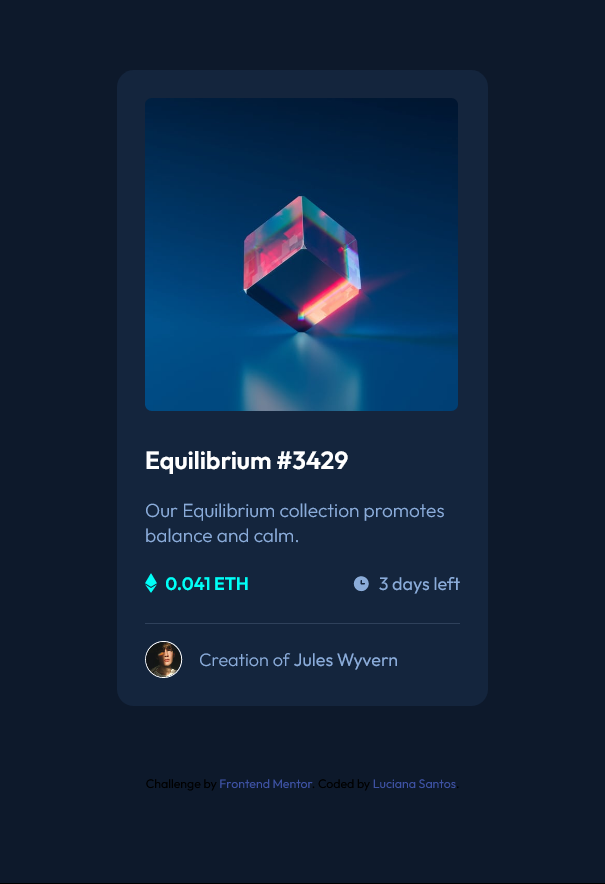 Equilibrium #3429
Our Equilibrium collection promotes
balance and calm.
0.041 ETH 3 days left
Creation of Jules Wyvern
Challenge by Frontend Mentor. Coded by Luciana Santos.